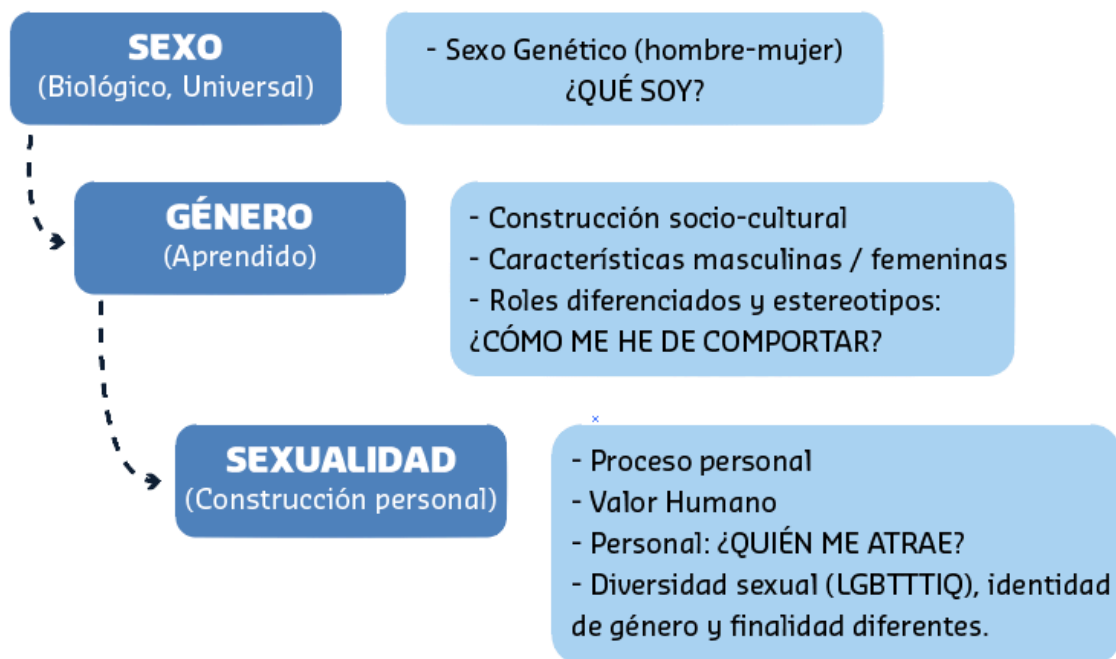 SEXO
(Biológico, Universal)
- Sexo Genético (hombre-mujer)
¿QUÉ SOY?
GÉNERO
(Aprendido)
- Construcción socio-cultural
- Características masculinas / femeninas
- Roles diferenciados y estereotipos:
¿CÓMO ME HE DE COMPORTAR?
SEXUALIDAD
(Construcción personal)
- Proceso personal
- Valor Humano
- Personal: ¿QUIÉN ME ATRAE?
- Diversidad sexual (LGBTTTIQ), identidad
de género y finalidad diferentes.